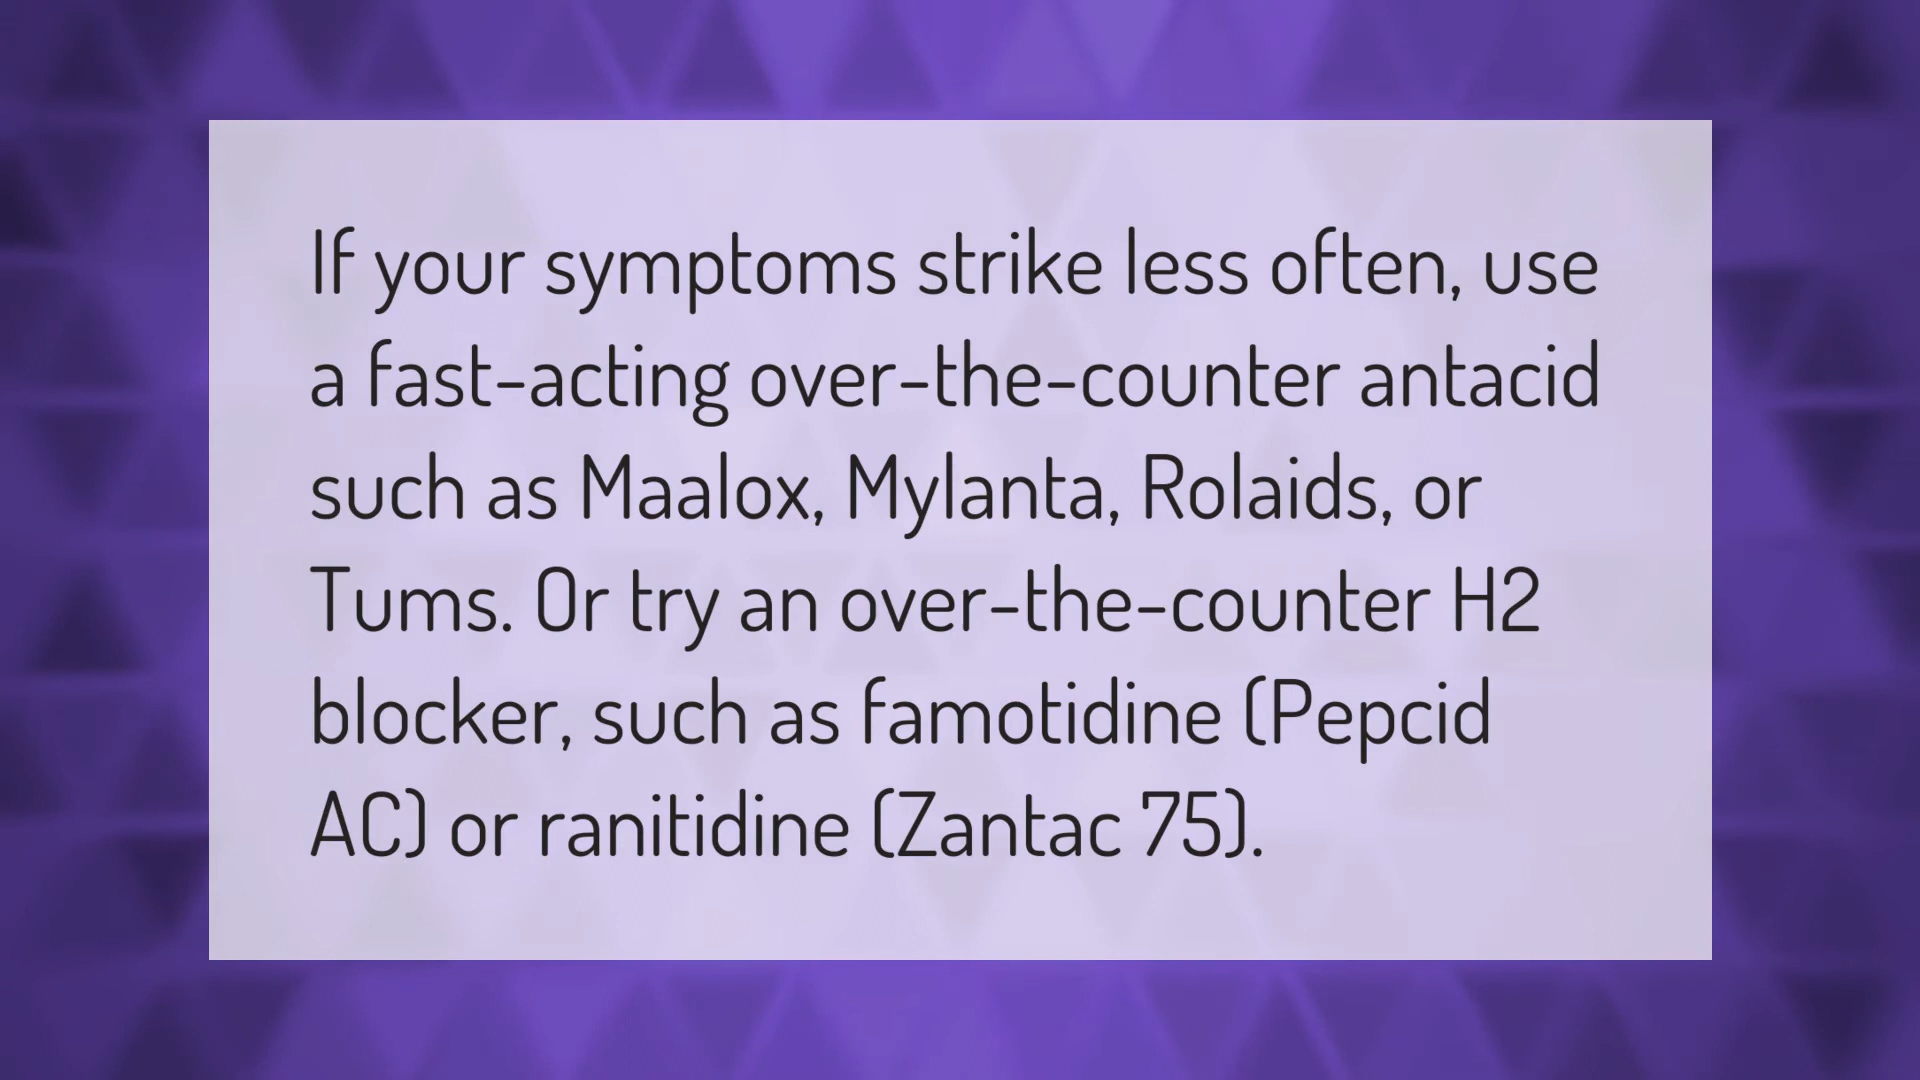 If your symptoms strike less often, use
a fast-acting over-the-counter antacid
such as Maalox, Mylanta, Rolaids, or
Tums. Or try an over-the-counter H2
blocker, such as famotidine (Pepcid
AC) or ranitidine (Zantac 75).